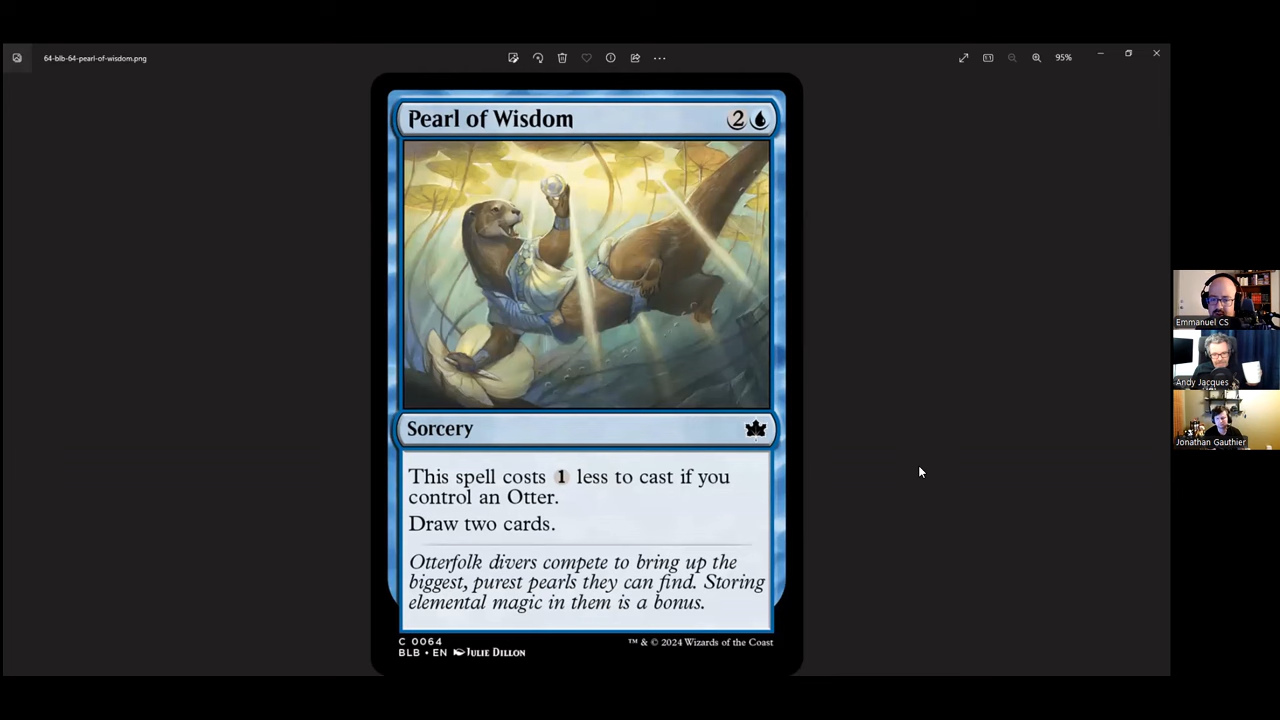 64-blb-64-pearl-of-wisdom.png
95%
Pearl of Wisdom 2
Sorcery
This spell costs 1 less to cast if you
control an Otter.
Draw two cards.
Otterfolk divers compete to bring up the
biggest, purest pearls they can find. Storing
elemental magic in them is a bonus.
C 0064
™ & © 2024 Wizards of the Coast
BLB • EN JULIE DILLON
Emmanuel CS
Andy Jacques
Jonathan Gauthier